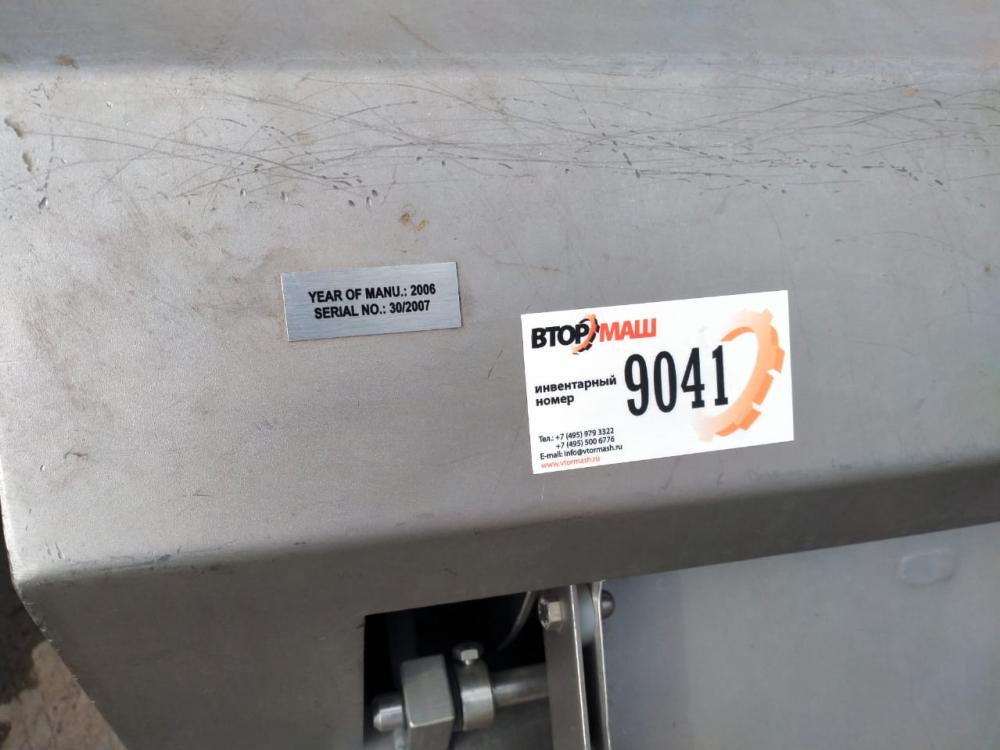 YEAR OF MANU.: 2006
SERIAL NO.: 30/2007
ВТОРМАШ
инвентарный
номер
9041
Тел.: +7 (495) 979 3322
+7 (495) 500 6776
E-mail: info@vtormash.ru
www.vtormash.ru